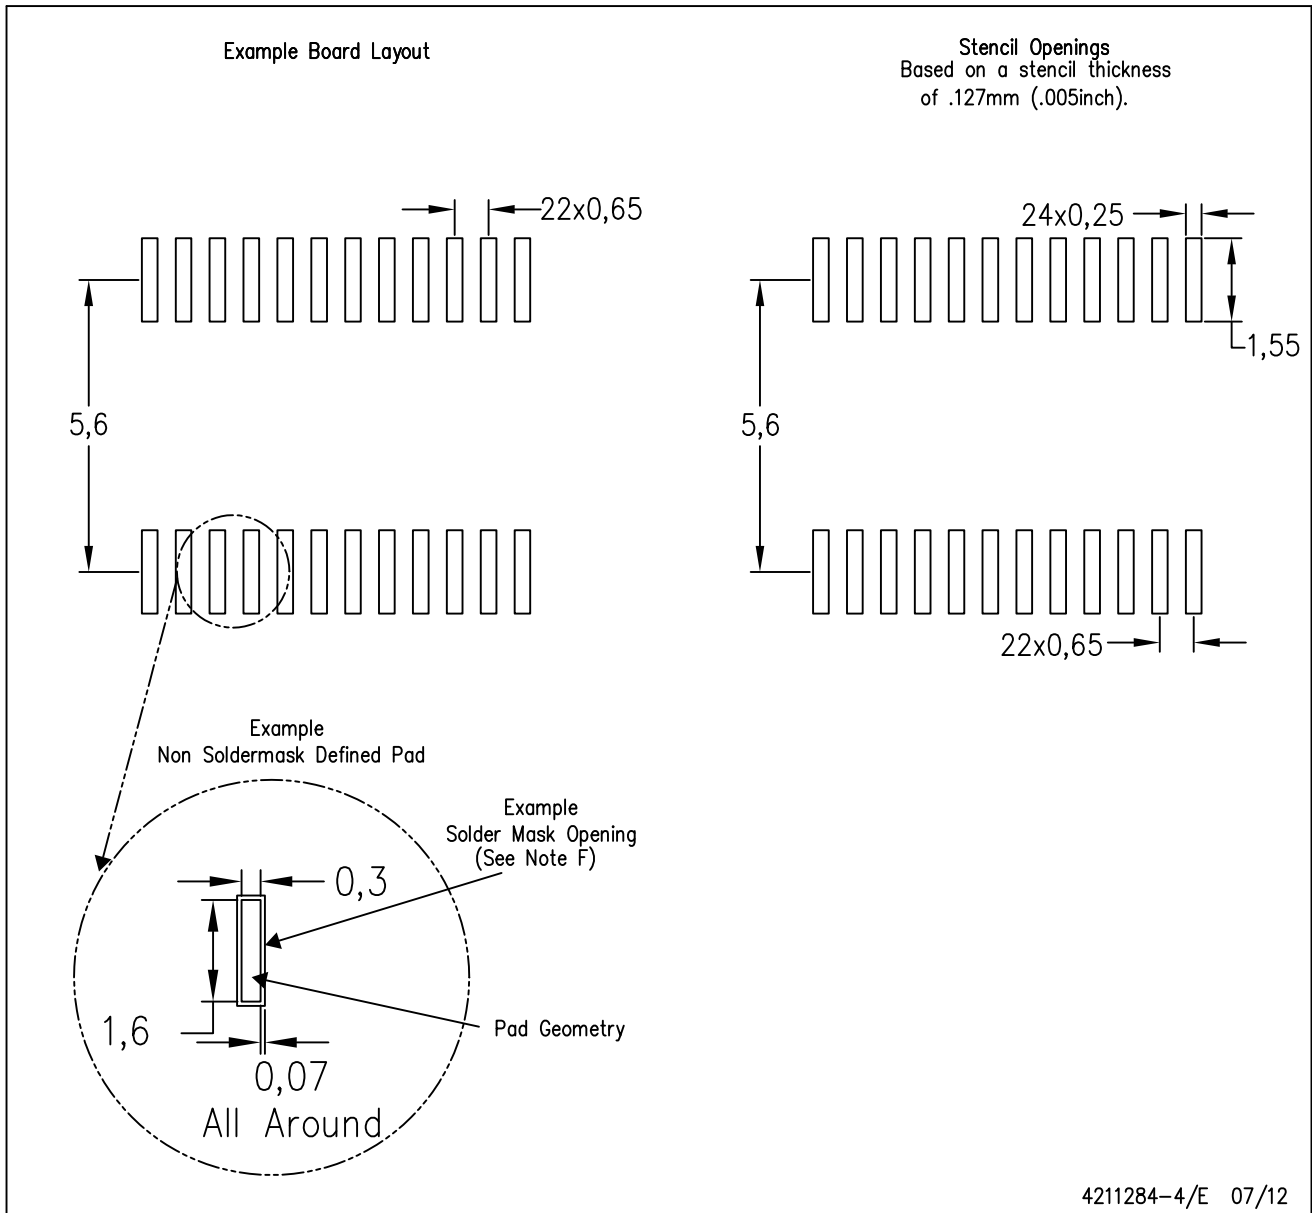 Example Board Layout
Stencil Openings
Based on a stencil thickness
of .127mm (.005inch).
22x0,65
24x0,25
1,55
5,6
5,6
22x0,65
Example
Non Soldermask Defined Pad
Example
Solder Mask Opening
(See Note F)
0,3
1,6
Pad Geometry
0,07
All Around
4211284-4/E 07/12